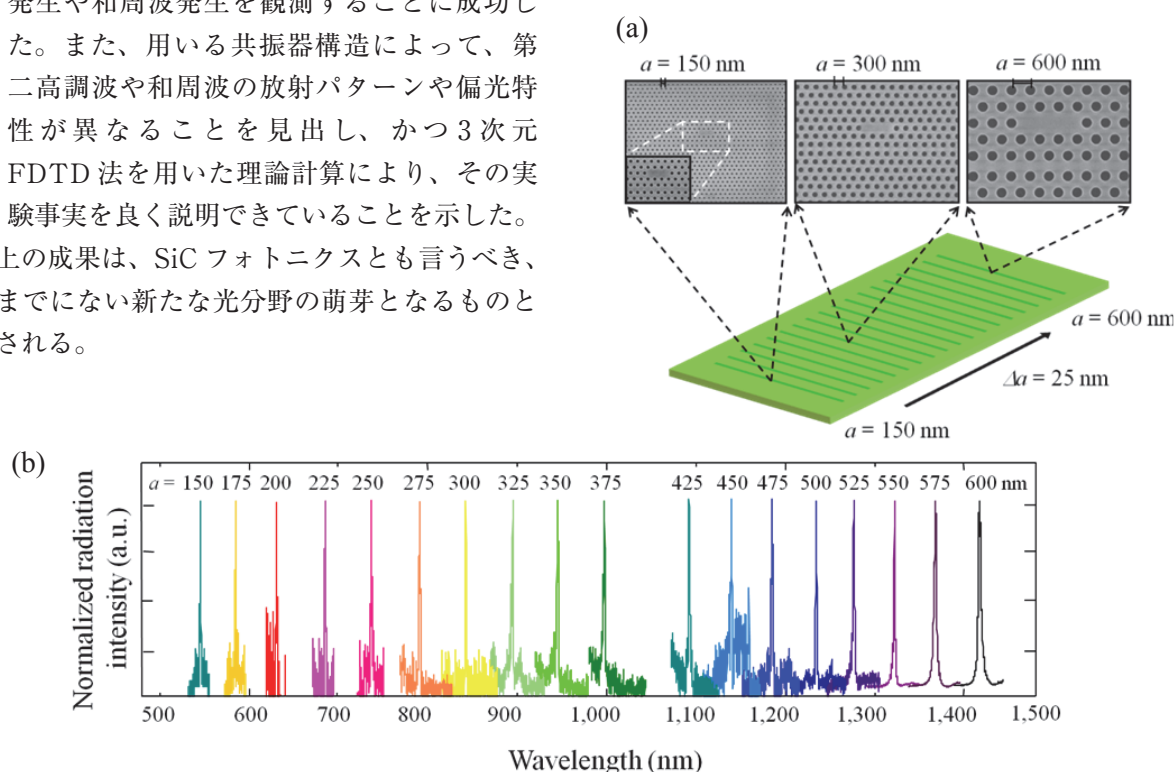 発生や和周波発生を観測することに成功し
た。また、用いる共振器構造によって、第
二高調波や和周波の放射パターンや偏光特
性が異なることを見出し、かつ3次元
FDTD法を用いた理論計算により、その実
験事実を良く説明できていることを示した。
上の成果は、SiCフォトニクスとも言うべき、
までにない新たな光分野の萌芽となるものと
される。
(a)
a = 150 nm
a = 300 nm
a = 600 nm
a = 600 nm
Δa = 25 nm
a = 150 nm
(b)
Normalized radiation
intensity (a.u.)
a = 150 175 200 225 250 275 300 325 350 375 425 450 475 500 525 550 575 600 nm
500 600 700 800 900 1,000 1,100 1,200 1,300 1,400 1,500
Wavelength (nm)